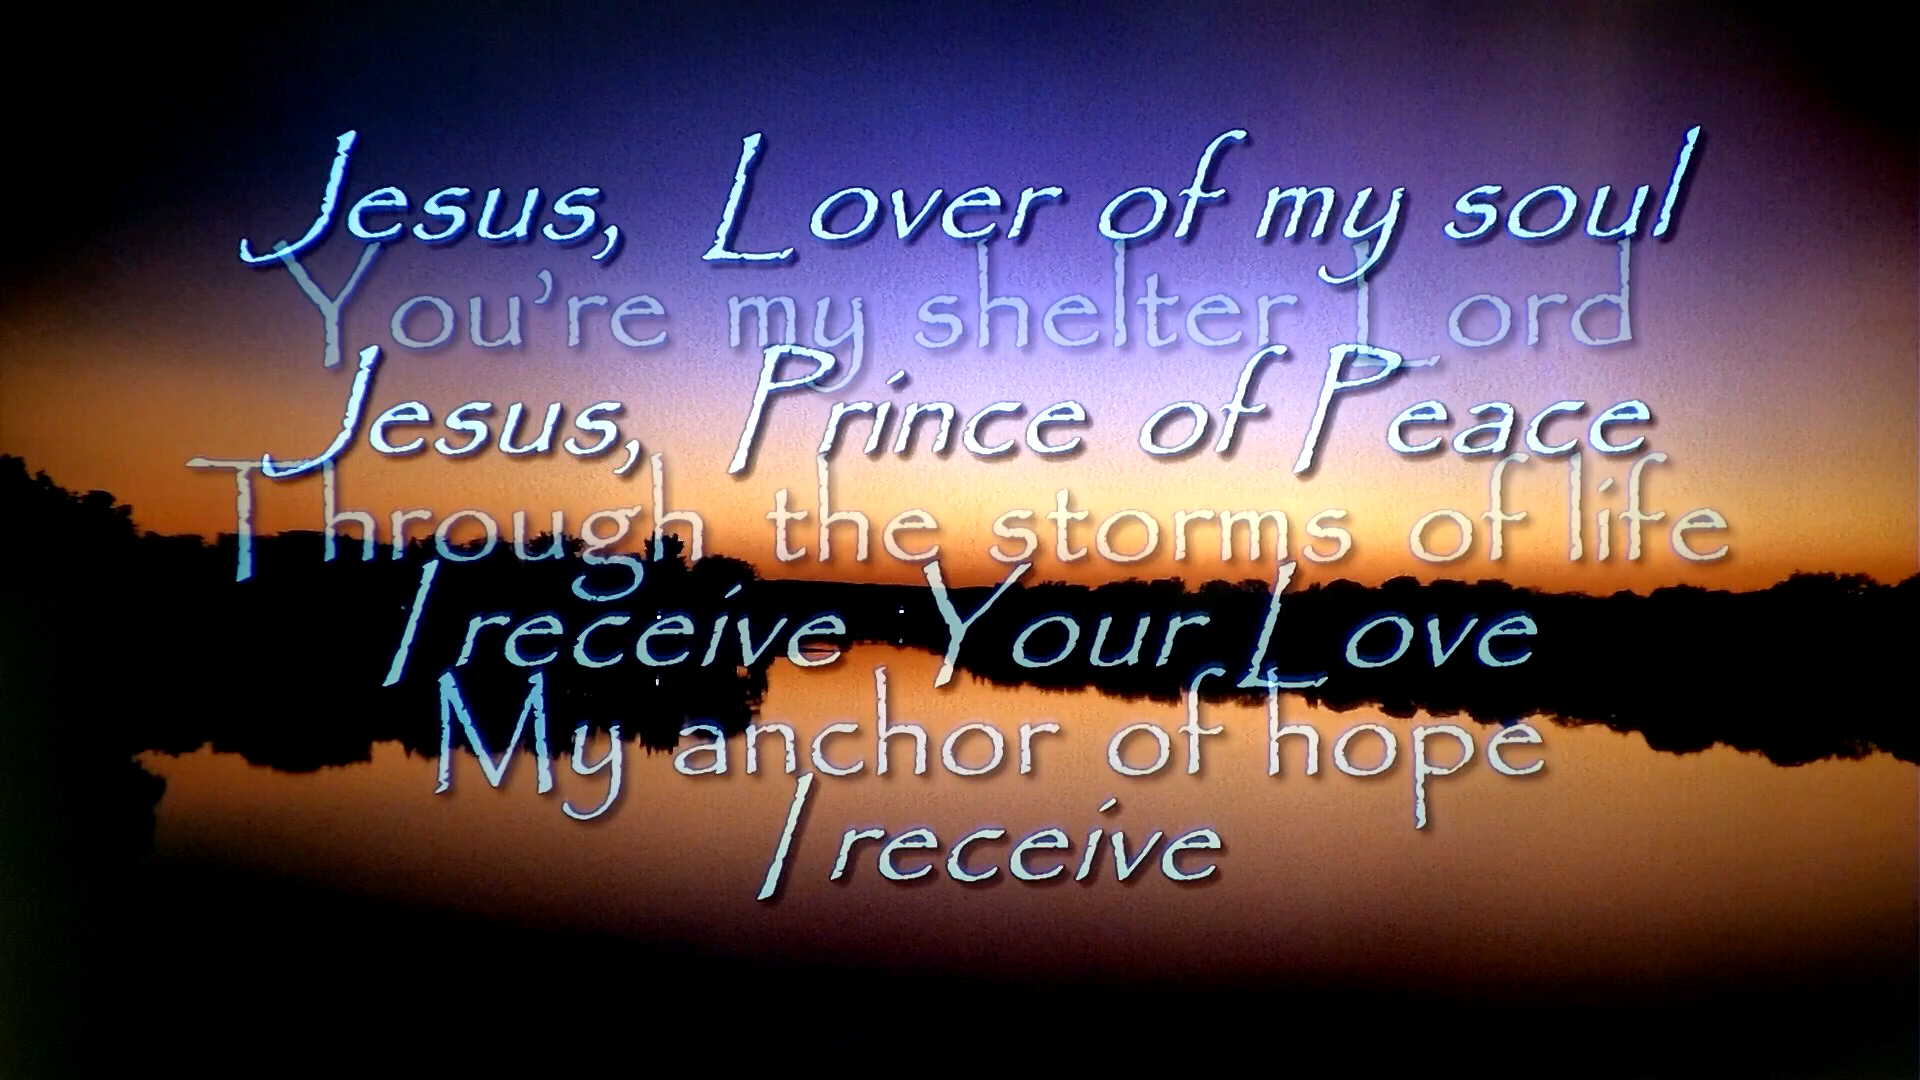 Jesus, Lover of my soul
You're my shelter Lord
Jesus, Prince of Peace
Through the storms of life
I receive Your Love
My anchor of hope
I receive